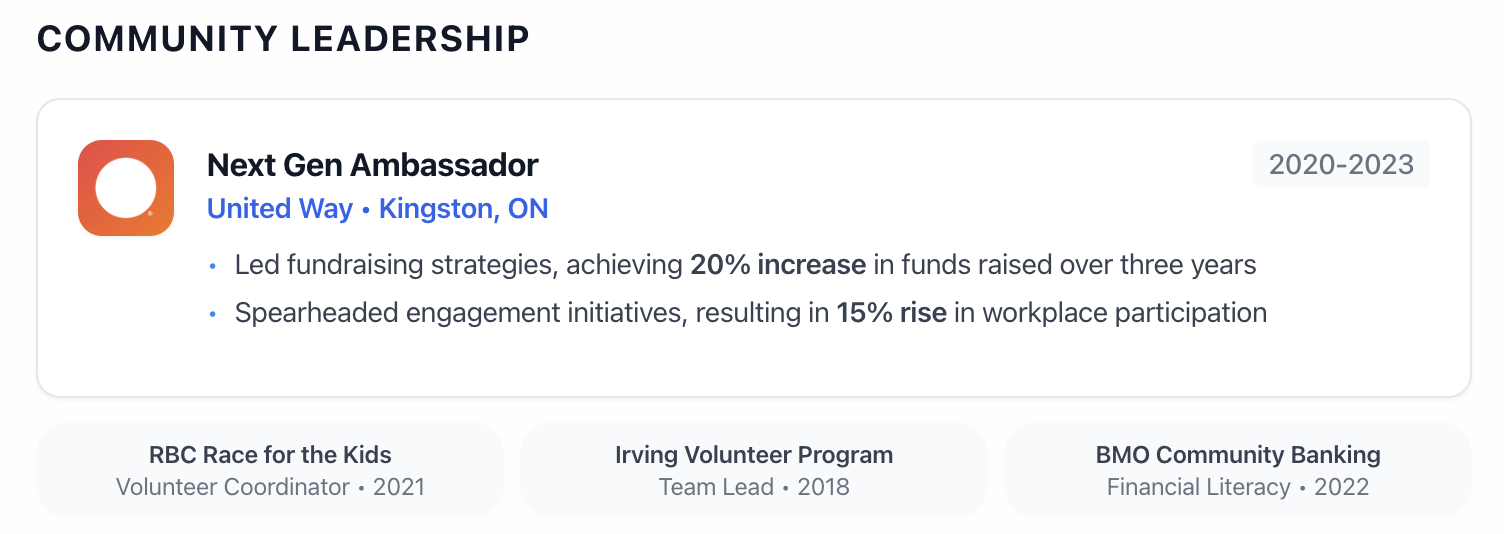 COMMUNITY LEADERSHIP
Next Gen Ambassador
2020-2023
United Way • Kingston, ON
• Led fundraising strategies, achieving 20% increase in funds raised over three years
• Spearheaded engagement initiatives, resulting in 15% rise in workplace participation
RBC Race for the Kids
Volunteer Coordinator • 2021
Irving Volunteer Program
Team Lead • 2018
BMO Community Banking
Financial Literacy • 2022